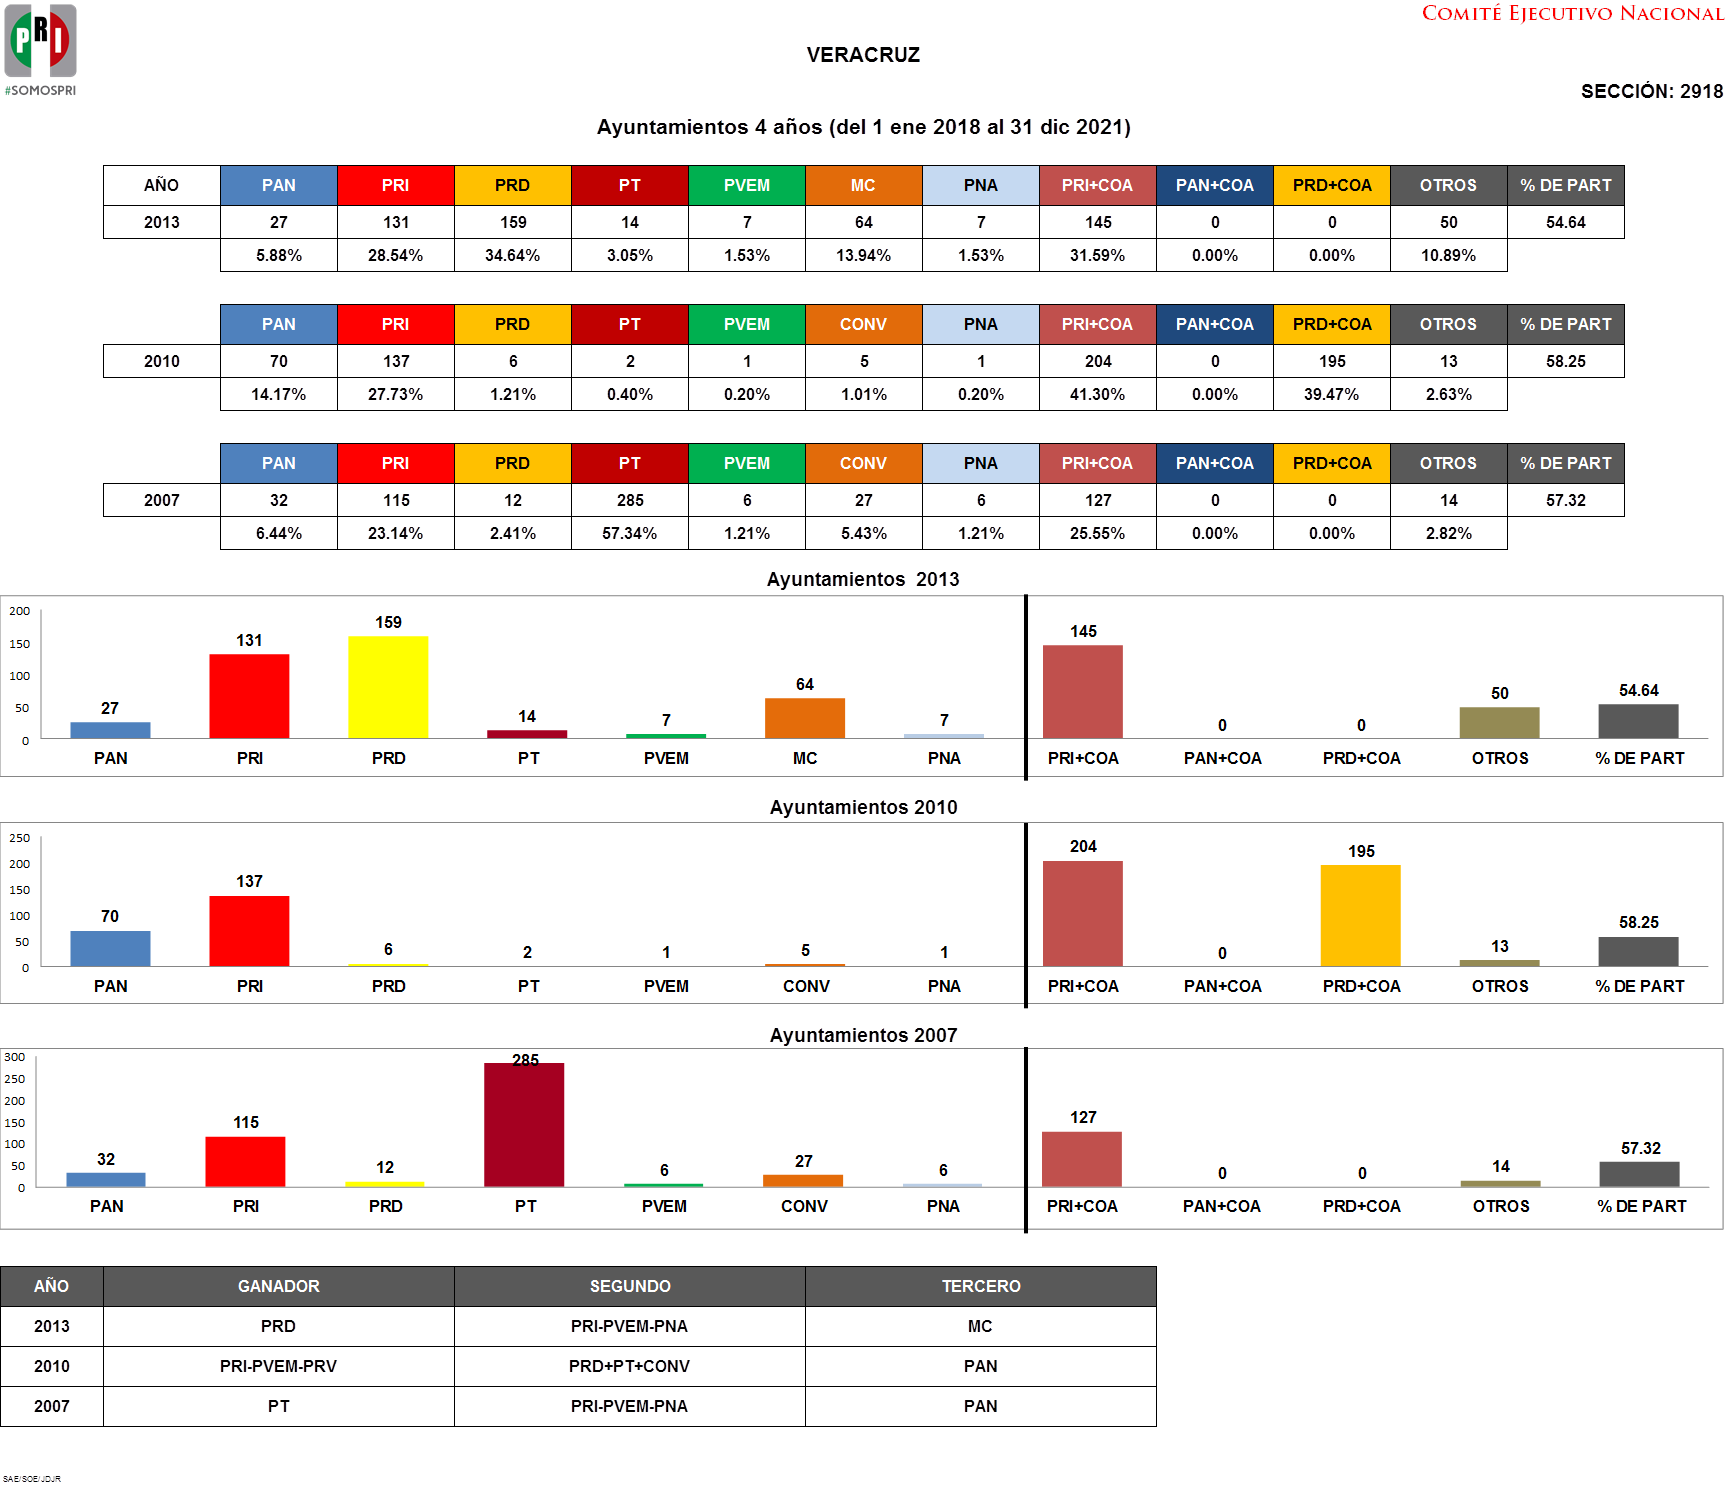 PRI
#SOMOSPRI
COMITÉ EJECUTIVO NACIONAL
VERACRUZ
SECCIÓN: 2918
Ayuntamientos 4 años (del 1 ene 2018 al 31 dic 2021)
AÑO PAN PRI PRD PT PVEM MC PNA PRI+COA PAN+COA PRD+COA OTROS % DE PART
2013 27 131 159 14 7 64 7 145 0 0 50 54.64
5.88% 28.54% 34.64% 3.05% 1.53% 13.94% 1.53% 31.59% 0.00% 0.00% 10.89%
PAN PRI PRD PT PVEM CONV PNA PRI+COA PAN+COA PRD+COA OTROS % DE PART
2010 70 137 6 2 1 5 1 204 0 195 13 58.25
14.17% 27.73% 1.21% 0.40% 0.20% 1.01% 0.20% 41.30% 0.00% 39.47% 2.63%
PAN PRI PRD PT PVEM CONV PNA PRI+COA PAN+COA PRD+COA OTROS % DE PART
2007 32 115 12 285 6 27 6 127 0 0 14 57.32
6.44% 23.14% 2.41% 57.34% 1.21% 5.43% 1.21% 25.55% 0.00% 0.00% 2.82%
Ayuntamientos 2013
200
150
100
50
0
27 131 159 14 7 64 7 145 0 0 50 54.64
PAN PRI PRD PT PVEM MC PNA PRI+COA PAN+COA PRD+COA OTROS % DE PART
Ayuntamientos 2010
250
200
150
100
50
0
70 137 6 2 1 5 1 204 0 195 13 58.25
PAN PRI PRD PT PVEM CONV PNA PRI+COA PAN+COA PRD+COA OTROS % DE PART
Ayuntamientos 2007
300
250
200
150
100
50
0
32 115 12 285 6 27 6 127 0 0 14 57.32
PAN PRI PRD PT PVEM CONV PNA PRI+COA PAN+COA PRD+COA OTROS % DE PART
AÑO GANADOR SEGUNDO TERCERO
2013 PRD PRI-PVEM-PNA MC
2010 PRI-PVEM-PRV PRD+PT+CONV PAN
2007 PT PRI-PVEM-PNA PAN
SAE/SOE/JDJR